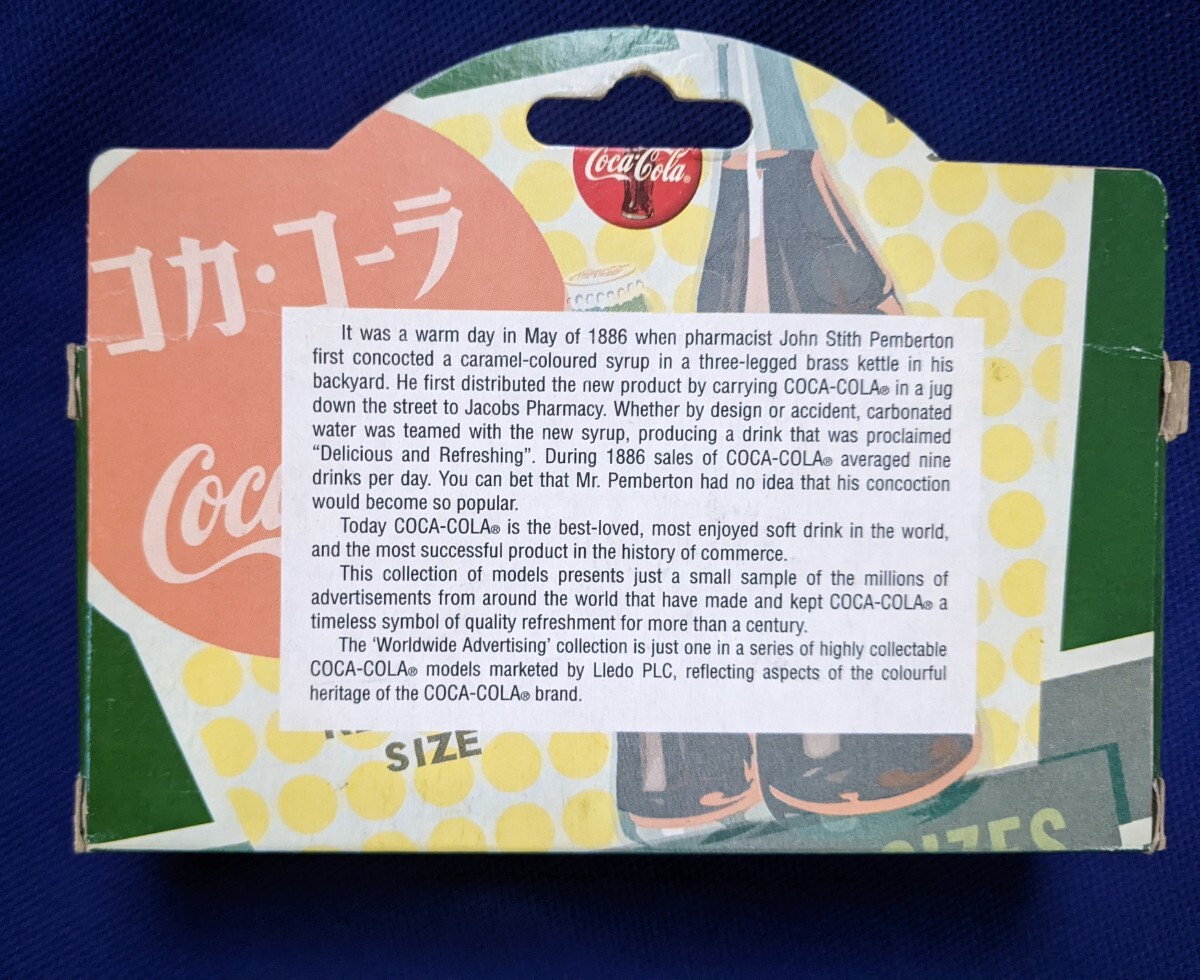 Coca-Cola®
コカ・コーラ
Coc
It was a warm day in May of 1886 when pharmacist John Stith Pemberton
first concocted a caramel-coloured syrup in a three-legged brass kettle in his
backyard. He first distributed the new product by carrying COCA-COLA® in a jug
down the street to Jacobs Pharmacy. Whether by design or accident, carbonated
water was teamed with the new syrup, producing a drink that was proclaimed
“Delicious and Refreshing”. During 1886 sales of COCA-COLA® averaged nine
drinks per day. You can bet that Mr. Pemberton had no idea that his concoction
would become so popular.
Today COCA-COLA® is the best-loved, most enjoyed soft drink in the world,
and the most successful product in the history of commerce.
This collection of models presents just a small sample of the millions of
advertisements from around the world that have made and kept COCA-COLA® a
timeless symbol of quality refreshment for more than a century.
The ‘Worldwide Advertising’ collection is just one in a series of highly collectable
COCA-COLA® models marketed by Lledo PLC, reflecting aspects of the colourful
heritage of the COCA-COLA® brand.
SIZE
SIZES